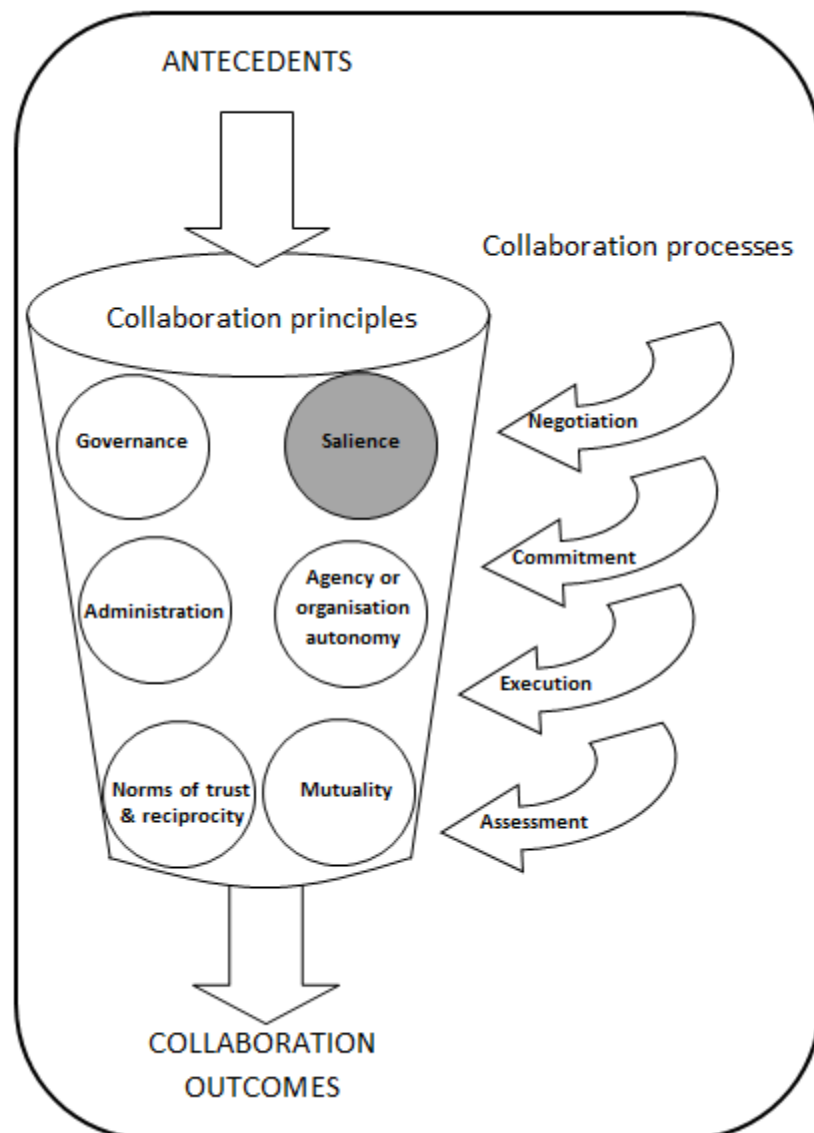 ANTECEDENTS
Collaboration processes
Collaboration principles
Governance
Salience
Negotiation
Commitment
Administration
Agency or
organisation
autonomy
Execution
Norms of trust
& reciprocity
Mutuality
Assessment
COLLABORATION
OUTCOMES